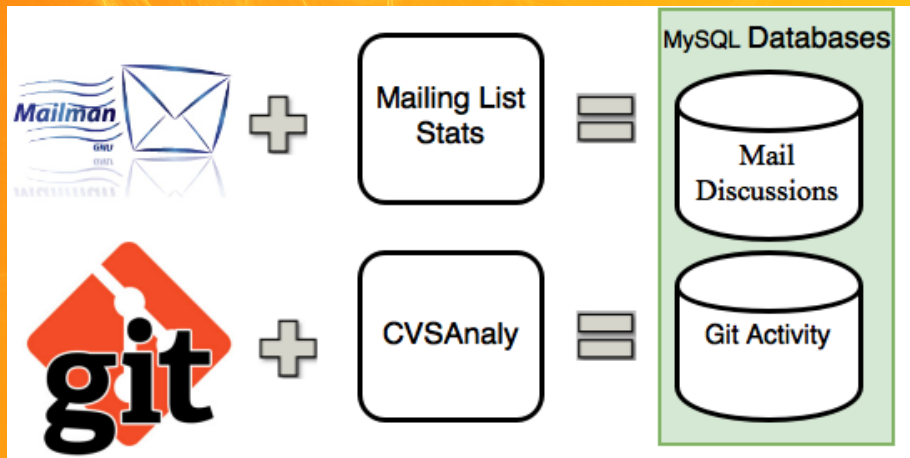 MySQL Databases
Mailman
GNU
Mailing List
Stats
Mail
Discussions
git
CVSAnaly
Git Activity